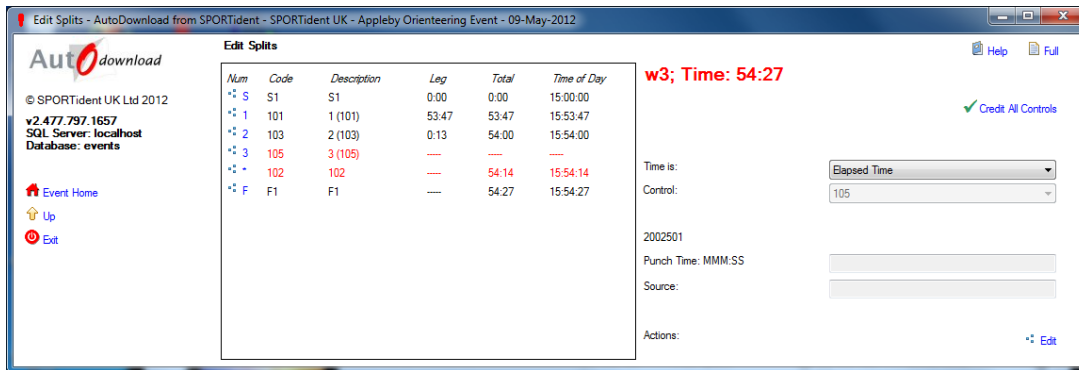 Edit Splits - AutoDownload from SPORTident - SPORTident UK - Appleby Orienteering Event - 09-May-2012
AutOdownload
© SPORTident UK Ltd 2012
v2.477.797.1657
SQL Server: localhost
Database: events
Event Home
Up
Exit
Edit Splits
Num Code Description Leg Total Time of Day
S S1 S1 0:00 0:00 15:00:00
1 101 1 (101) 53:47 53:47 15:53:47
2 103 2 (103) 0:13 54:00 15:54:00
3 105 3 (105) ----- ----- -----
* 102 102 ----- 54:14 15:54:14
F F1 F1 ----- 54:27 15:54:27
Help Full
w3; Time: 54:27
Credit All Controls
Time is: Elapsed Time
Control: 105
2002501
Punch Time: MMM:SS
Source:
Actions: Edit